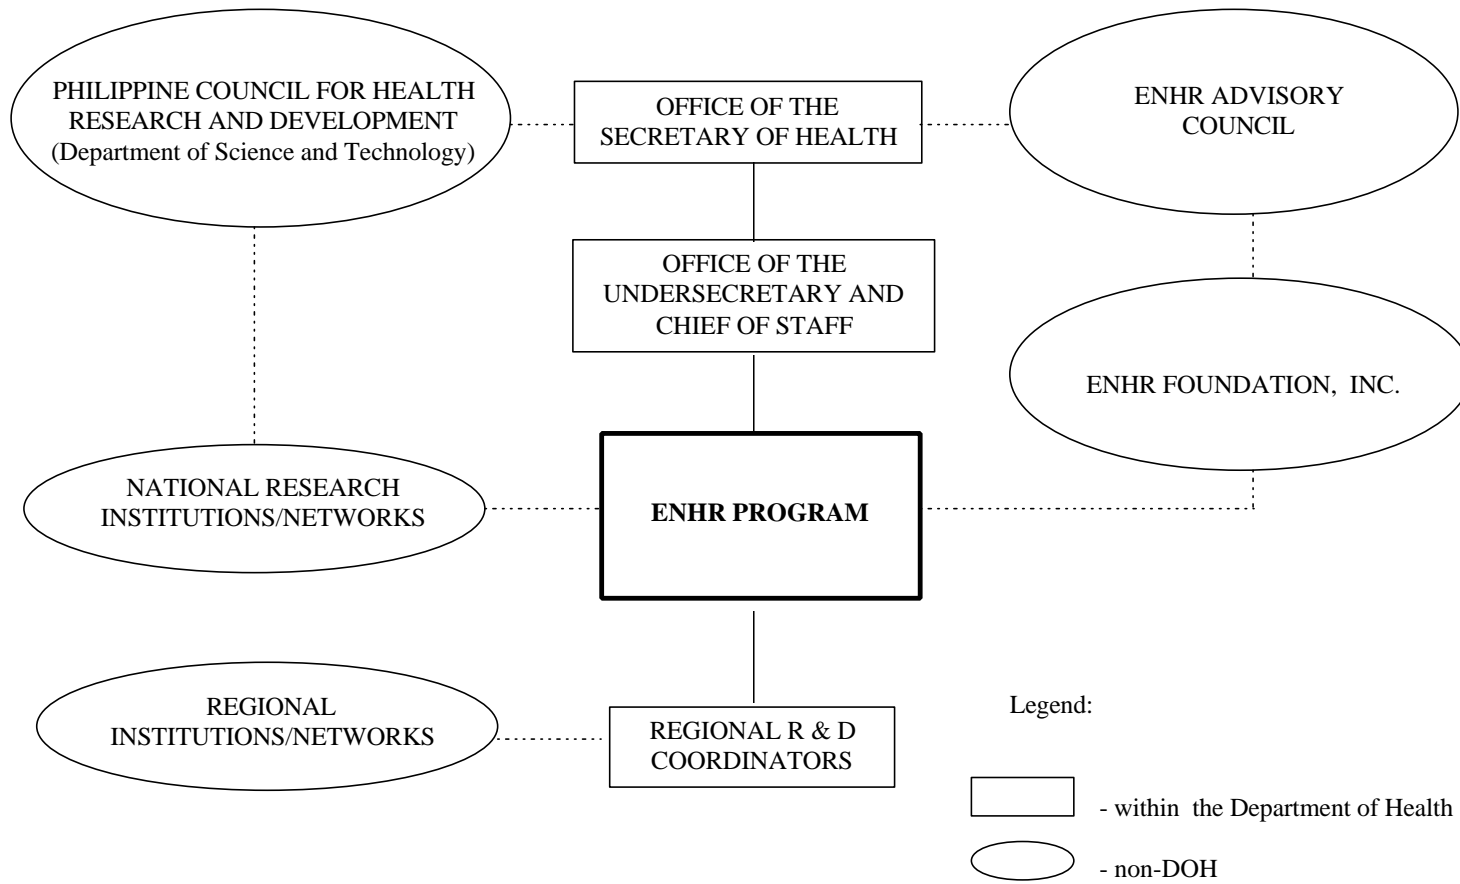 PHILIPPINE COUNCIL FOR HEALTH
RESEARCH AND DEVELOPMENT
(Department of Science and Technology)
OFFICE OF THE
SECRETARY OF HEALTH
ENHR ADVISORY
COUNCIL
OFFICE OF THE
UNDERSECRETARY AND
CHIEF OF STAFF
ENHR FOUNDATION, INC.
NATIONAL RESEARCH
INSTITUTIONS/NETWORKS
ENHR PROGRAM
REGIONAL
INSTITUTIONS/NETWORKS
REGIONAL R & D
COORDINATORS
Legend:
- within the Department of Health
- non-DOH